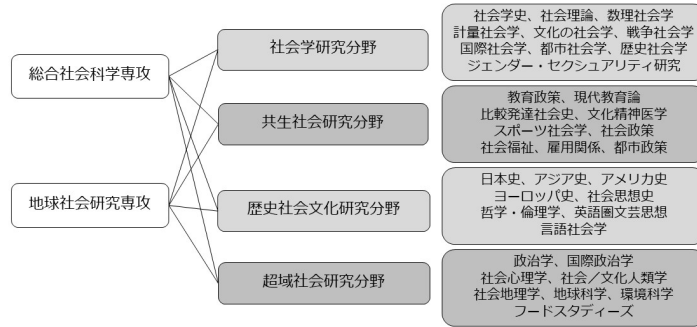 総合社会科学専攻
地球社会研究専攻
社会学研究分野
社会学史、社会理論、数理社会学
計量社会学、文化の社会学、戦争社会学
国際社会学、都市社会学、歴史社会学
ジェンダー・セクシュアリティ研究
共生社会研究分野
教育政策、現代教育論
比較発達社会史、文化精神医学
スポーツ社会学、社会政策
社会福祉、雇用関係、都市政策
歴史社会文化研究分野
日本史、アジア史、アメリカ史
ヨーロッパ史、社会思想史
哲学・倫理学、英語圏文芸思想
言語社会学
超域社会研究分野
政治学、国際政治学
社会心理学、社会／文化人類学
社会地理学、地球科学、環境科学
フードスタディーズ